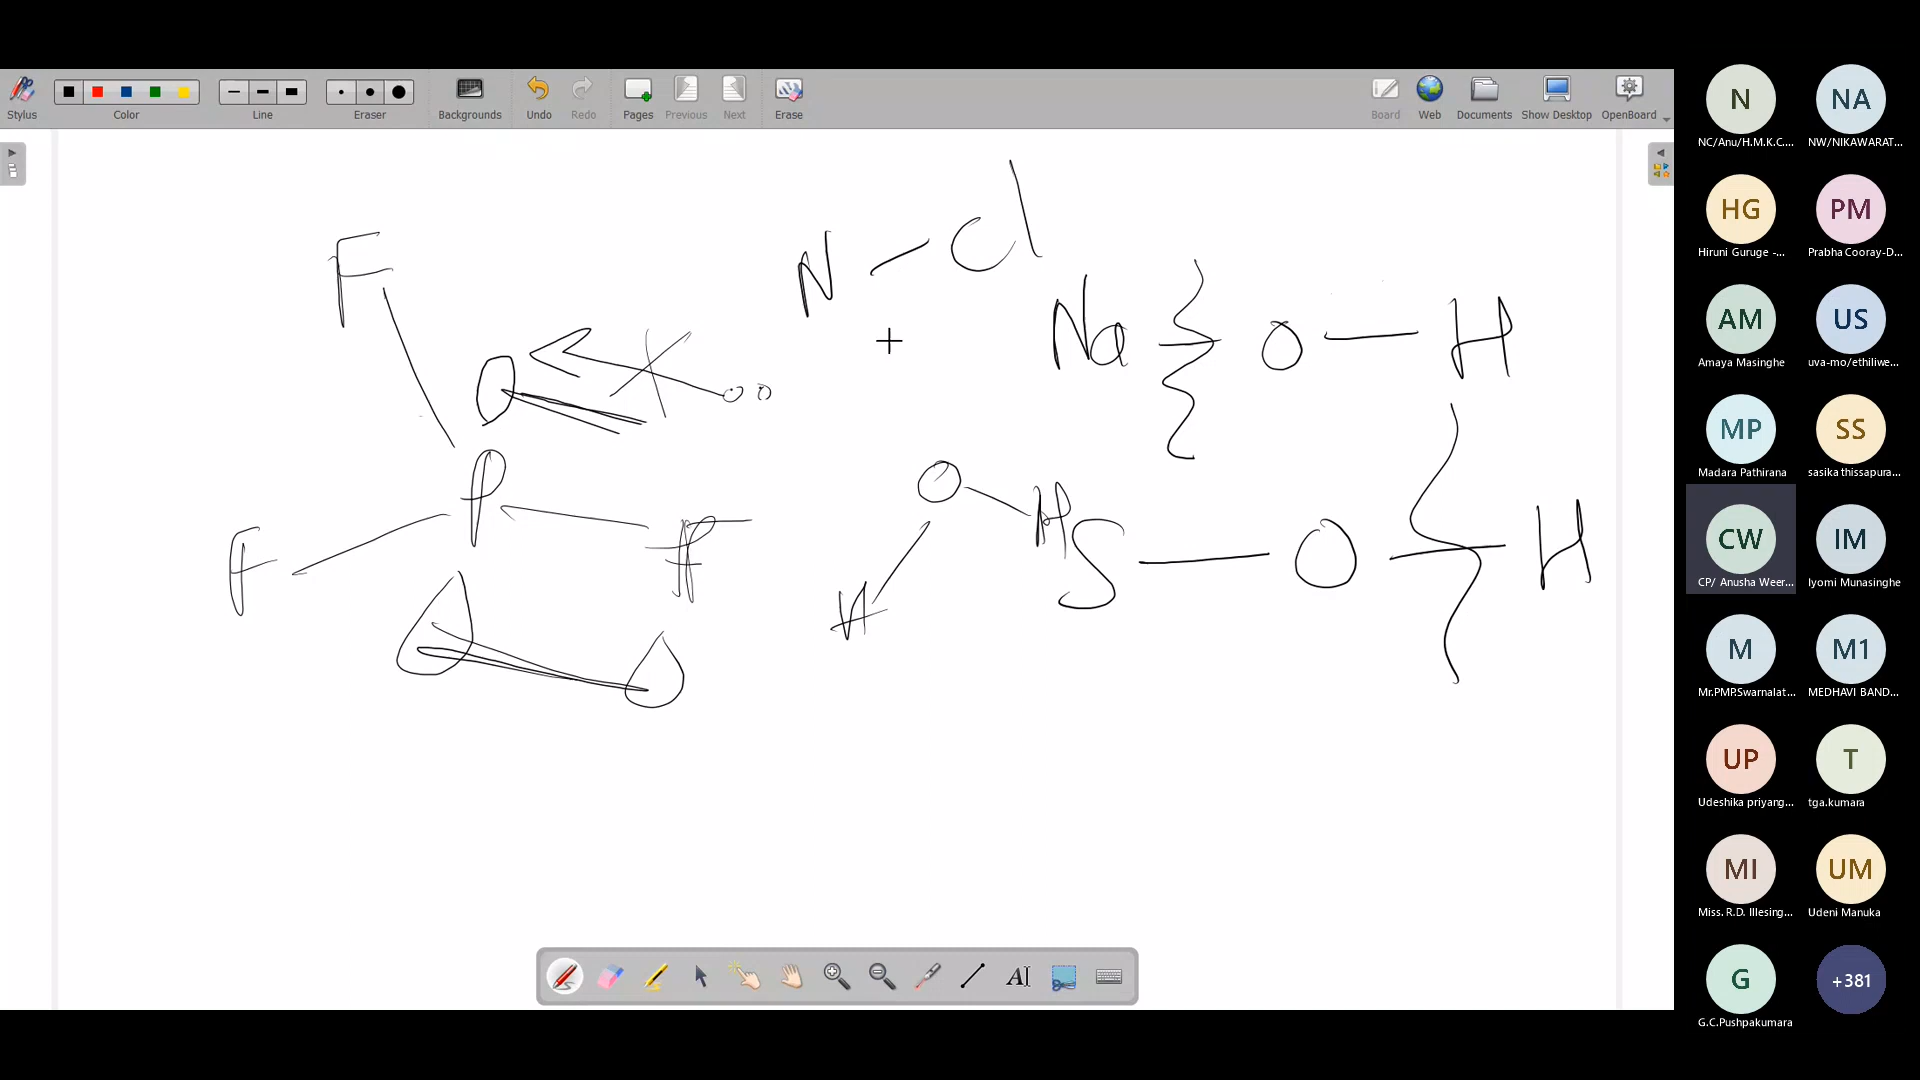 Stylus
Color
Line
Eraser
Backgrounds
Undo
Redo
Pages
Previous
Next
Erase
Board
Web
Documents
Show Desktop
OpenBoard
F
N - Cl
Na - O - H
P
F
O - H
H
S - O - H
N
NA
NC/Anu/H.M.K.C....
NW/NIKAWARAT...
HG
PM
Hiruni Guruge -...
Prabha Cooray-D...
AM
US
Amaya Masinghe
uva-mo/ethiliwe...
MP
SS
Madara Pathirana
sasika thissapura...
CW
IM
CP/ Anusha Weer...
Iyomi Munasinghe
M
M1
Mr.PMP.Swarnalat...
MEDHAVI BAND...
UP
T
Udeshika priyang...
tga.kumara
MI
UM
Miss. R.D. Illesing...
Udeni Manuka
G
+381
G.C.Pushpakumara
AI